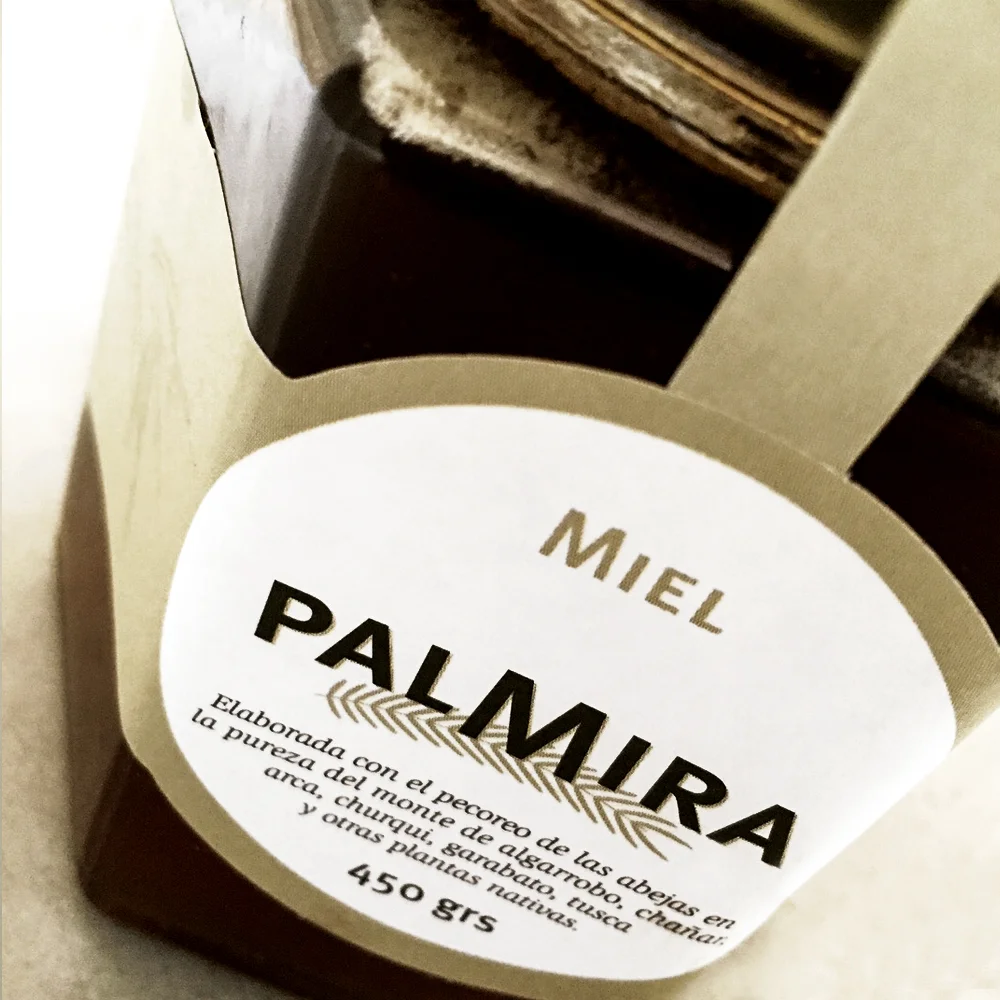 MIEL
PALMIRA
Elaborada con el pecoreo de las abejas en
la pureza del monte de algarrobo, chañar,
arca, churqui, garabato, tusca
y otras plantas nativas.
450 grs